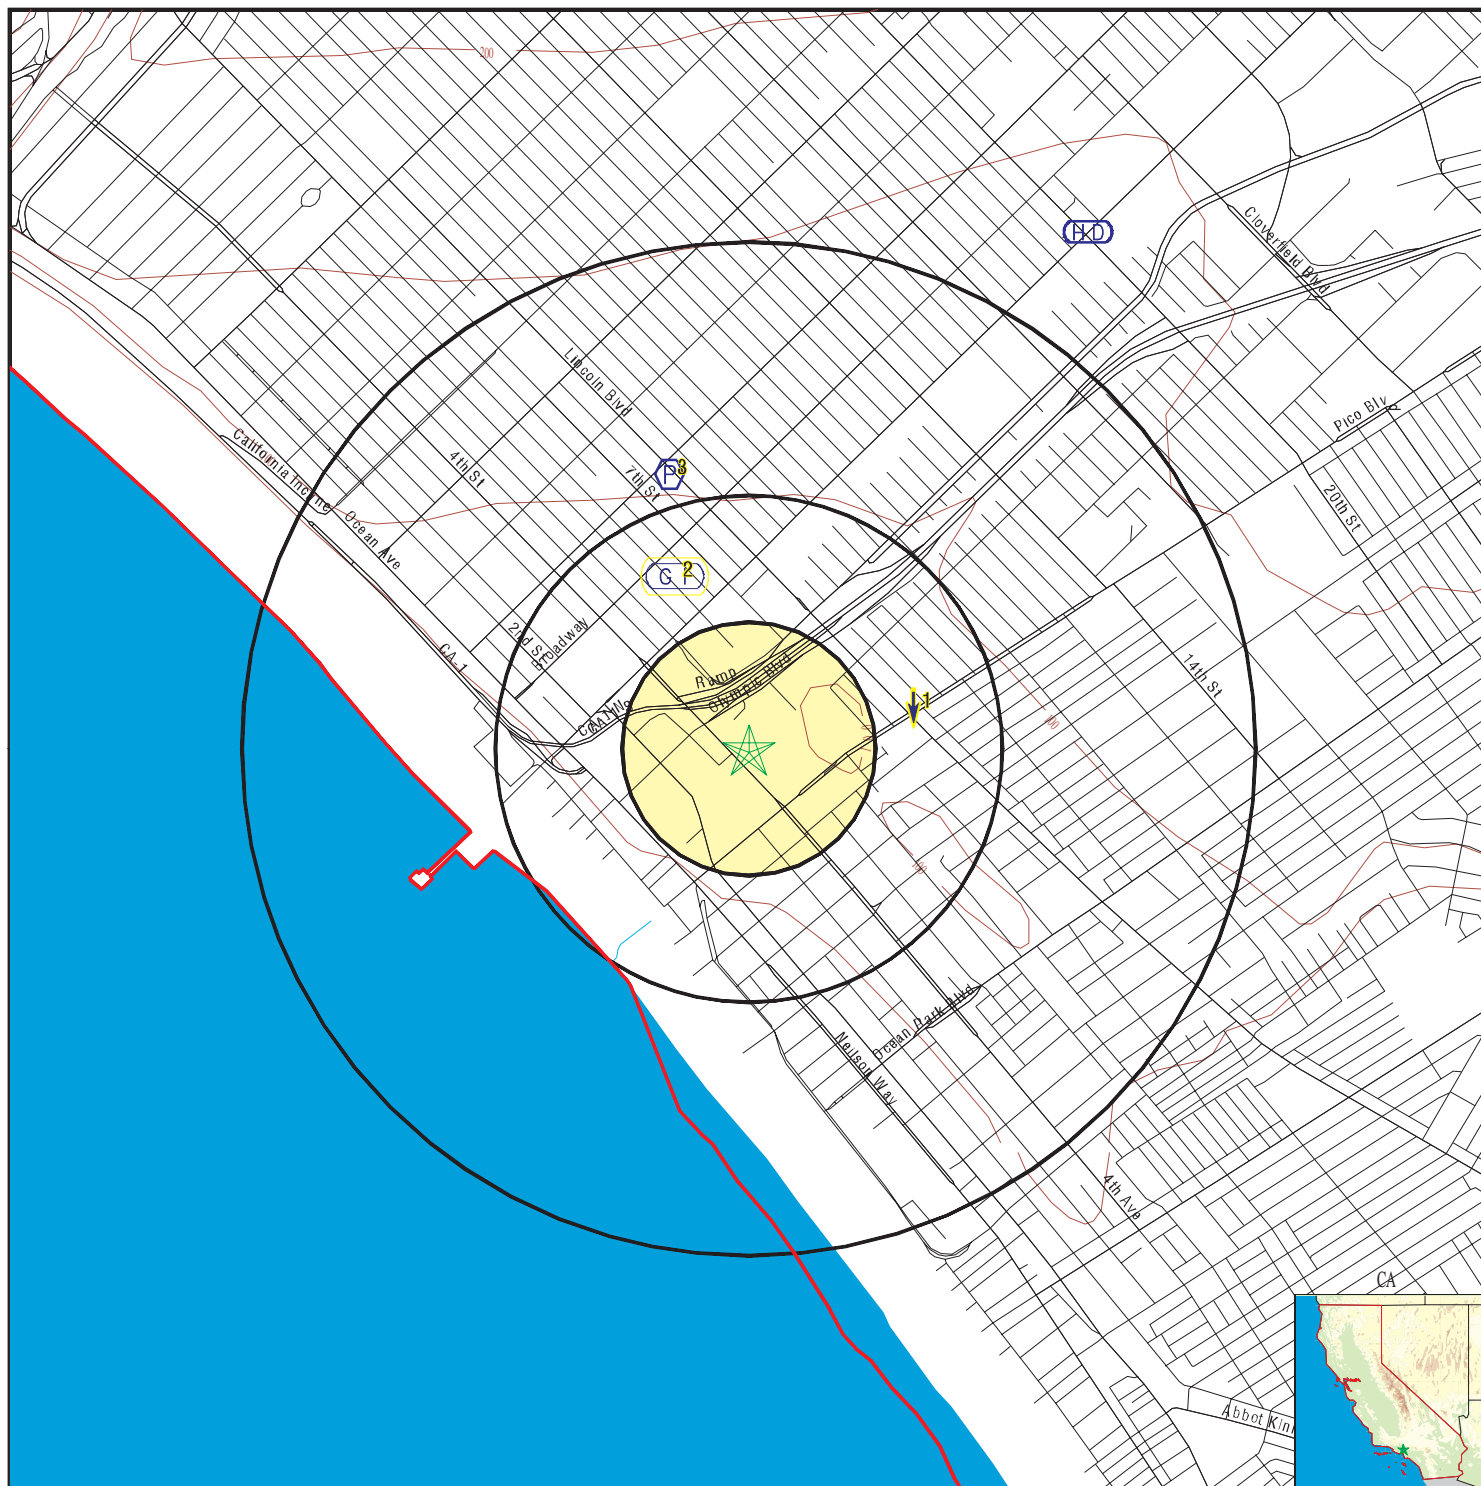 200
Cloverfield Blvd
H D
Lincoln Blvd
Pico Blv
California Incline
4th St
7th St
P 3
20th St
Ocean Ave
2
2nd St
Broadway
CA-1
14th St
Ramp
Olympic Blvd
1
100
100
Ocean Park Blvd
Neilson Way
4th Ave
CA
Abbot Kin